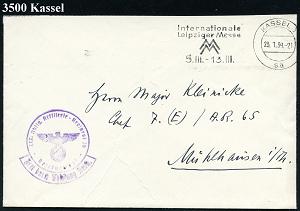 3500 Kassel
Internationale
Leipziger Messe
5.III.-13.III.
KASSEL
Herrn Major Kleinicke
Chef 7. (E) / A.R. 65
Mühlhausen i/Th.